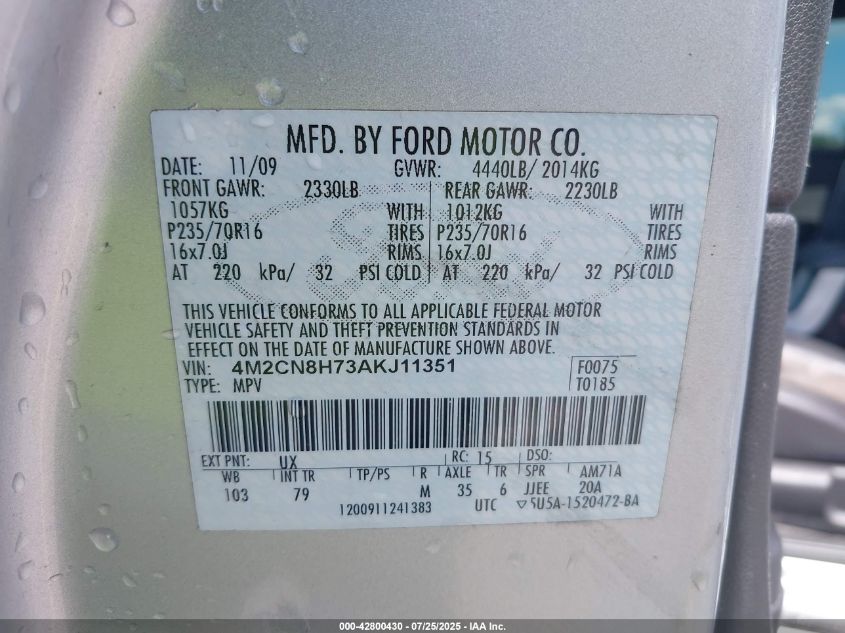 MFD. BY FORD MOTOR CO.
DATE: 11/09 GVWR: 4440LB/ 2014KG
FRONT GAWR: 2330LB REAR GAWR: 2230LB
1057KG WITH 1012KG WITH
P235/70R16 TIRES P235/70R16 TIRES
16x7.0J RIMS 16x7.0J RIMS
AT 220 kPa/ 32 PSI COLD AT 220 kPa/ 32 PSI COLD
THIS VEHICLE CONFORMS TO ALL APPLICABLE FEDERAL MOTOR
VEHICLE SAFETY AND THEFT PREVENTION STANDARDS IN
EFFECT ON THE DATE OF MANUFACTURE SHOWN ABOVE.
VIN: 4M2CN8H73AKJ11351 F0075
TYPE: MPV T0185
EXT PNT: UX RC: 15 DSO:
WB INT TR TP/PS R AXLE TR SPR AM71A
103 79 M 35 6 JJEE 20A
1200911241383 UTC ▽5U5A-1520472-BA
000-42800430 - 07/25/2025 - IAA Inc.